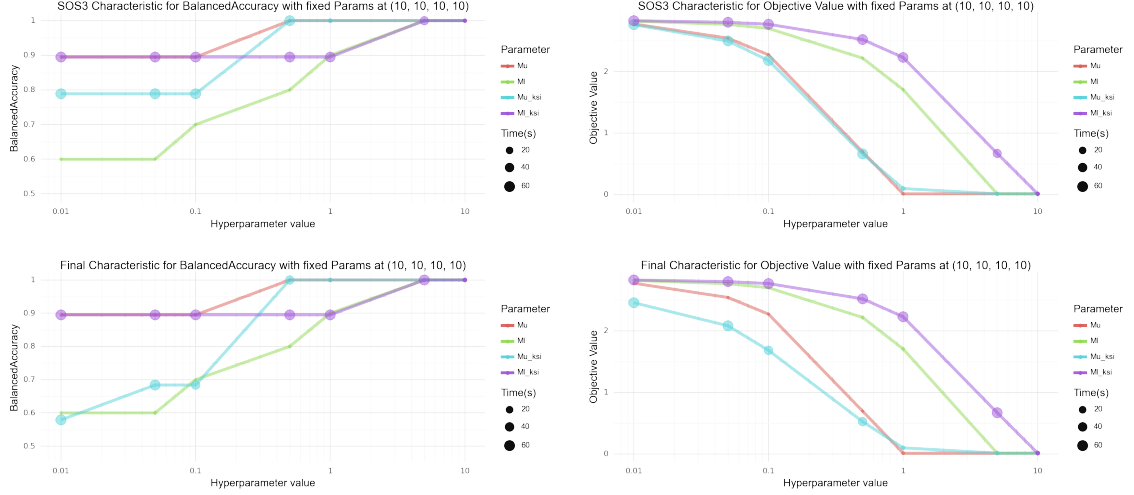 SOS3 Characteristic for BalancedAccuracy with fixed Params at (10, 10, 10, 10)
BalancedAccuracy
1
0.9
0.8
0.7
0.6
0.5
0.01
0.1
1
10
Hyperparameter value
Parameter
Mu
Ml
Mu_ksi
Ml_ksi
Time(s)
20
40
60
SOS3 Characteristic for Objective Value with fixed Params at (10, 10, 10, 10)
Objective Value
2
1
0
0.01
0.1
1
10
Hyperparameter value
Parameter
Mu
Ml
Mu_ksi
Ml_ksi
Time(s)
20
40
60
Final Characteristic for BalancedAccuracy with fixed Params at (10, 10, 10, 10)
BalancedAccuracy
1
0.9
0.8
0.7
0.6
0.5
0.01
0.1
1
10
Hyperparameter value
Parameter
Mu
Ml
Mu_ksi
Ml_ksi
Time(s)
20
40
60
Final Characteristic for Objective Value with fixed Params at (10, 10, 10, 10)
Objective Value
2
1
0
0.01
0.1
1
10
Hyperparameter value
Parameter
Mu
Ml
Mu_ksi
Ml_ksi
Time(s)
20
40
60